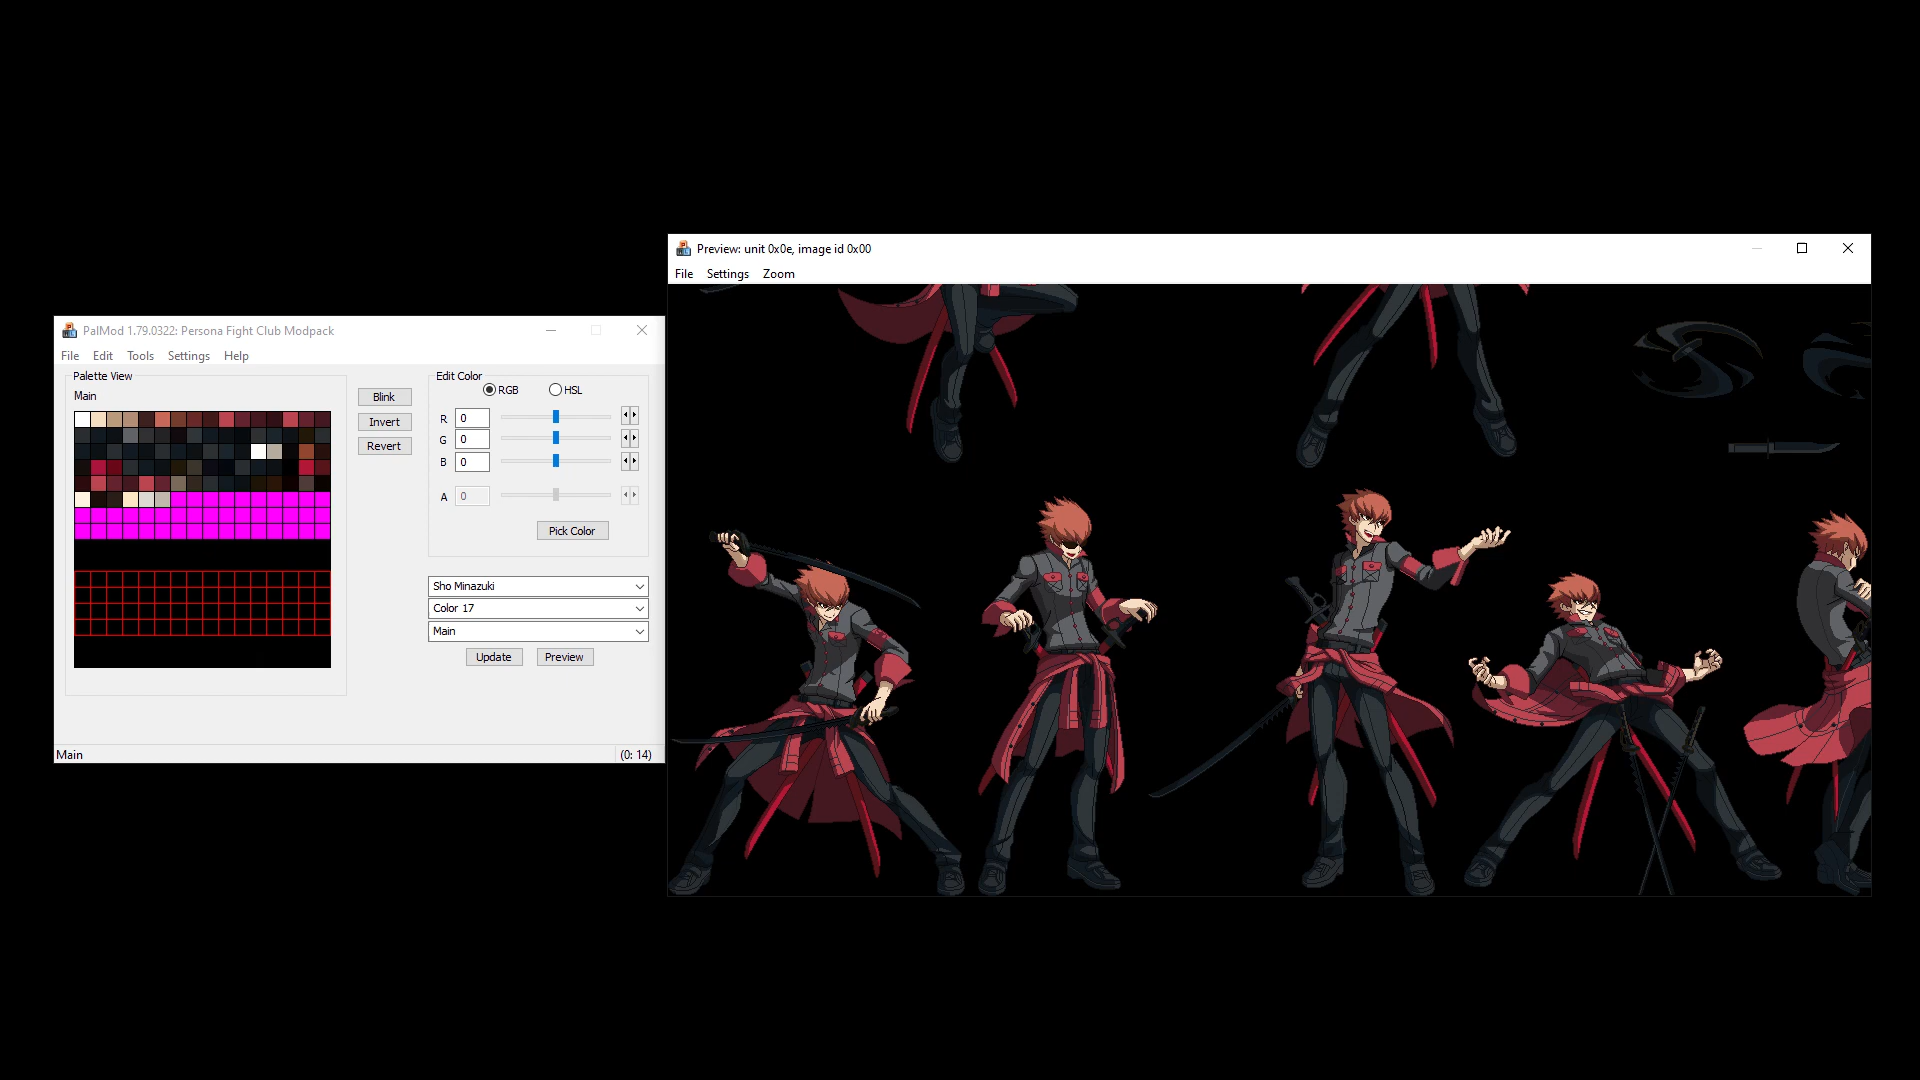 Preview: unit 0x0e, image id 0x00
File Settings Zoom
PalMod 1.79.0322: Persona Fight Club Modpack
File Edit Tools Settings Help
Palette View
Main
Blink
Invert
Revert
Edit Color
RGB HSL
R 0
G 0
B 0
A 0
Pick Color
Sho Minazuki
Color 17
Main
Update Preview
Main (0: 14)